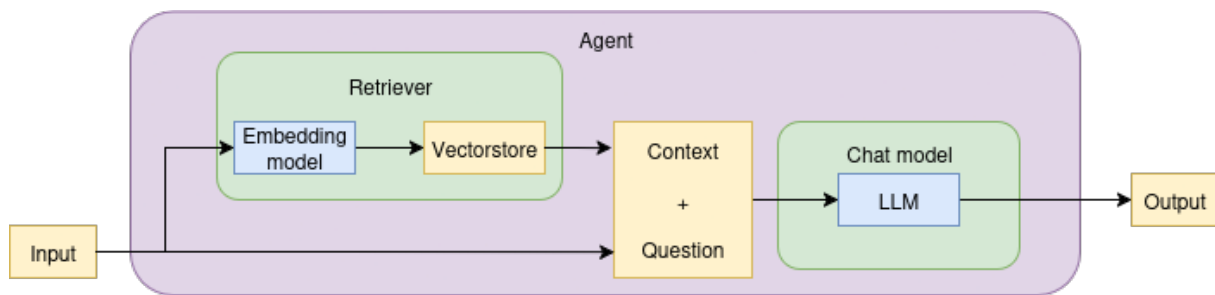 Agent
Retriever
Embedding
model
Vectorstore
Context
+
Question
Chat model
LLM
Input
Output